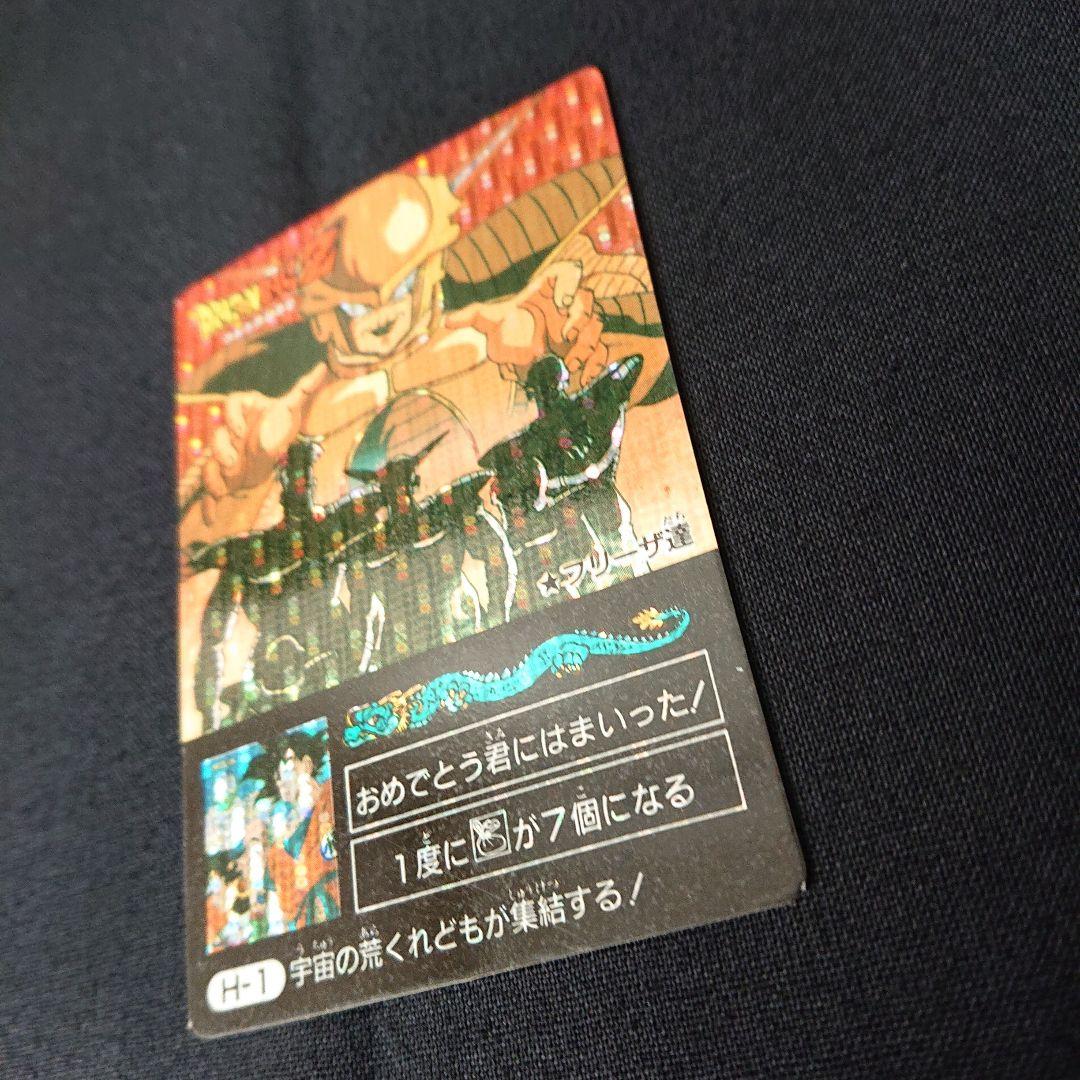 ☆フリーザ達
おめでとう君にはまいった!
1度にが7個になる
宇宙の荒くれどもが集結する!
H-1